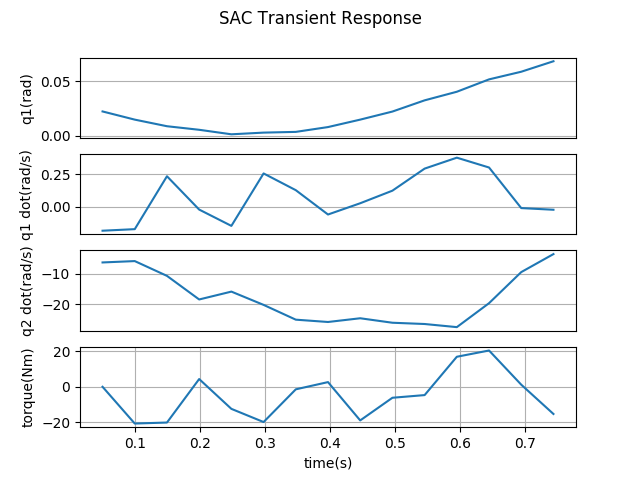 SAC Transient Response
q1(rad)
0.05
0.00
q1 dot(rad/s)
0.25
0.00
q2 dot(rad/s)
−10
−20
torque(Nm)
20
0
−20
0.1 0.2 0.3 0.4 0.5 0.6 0.7
time(s)